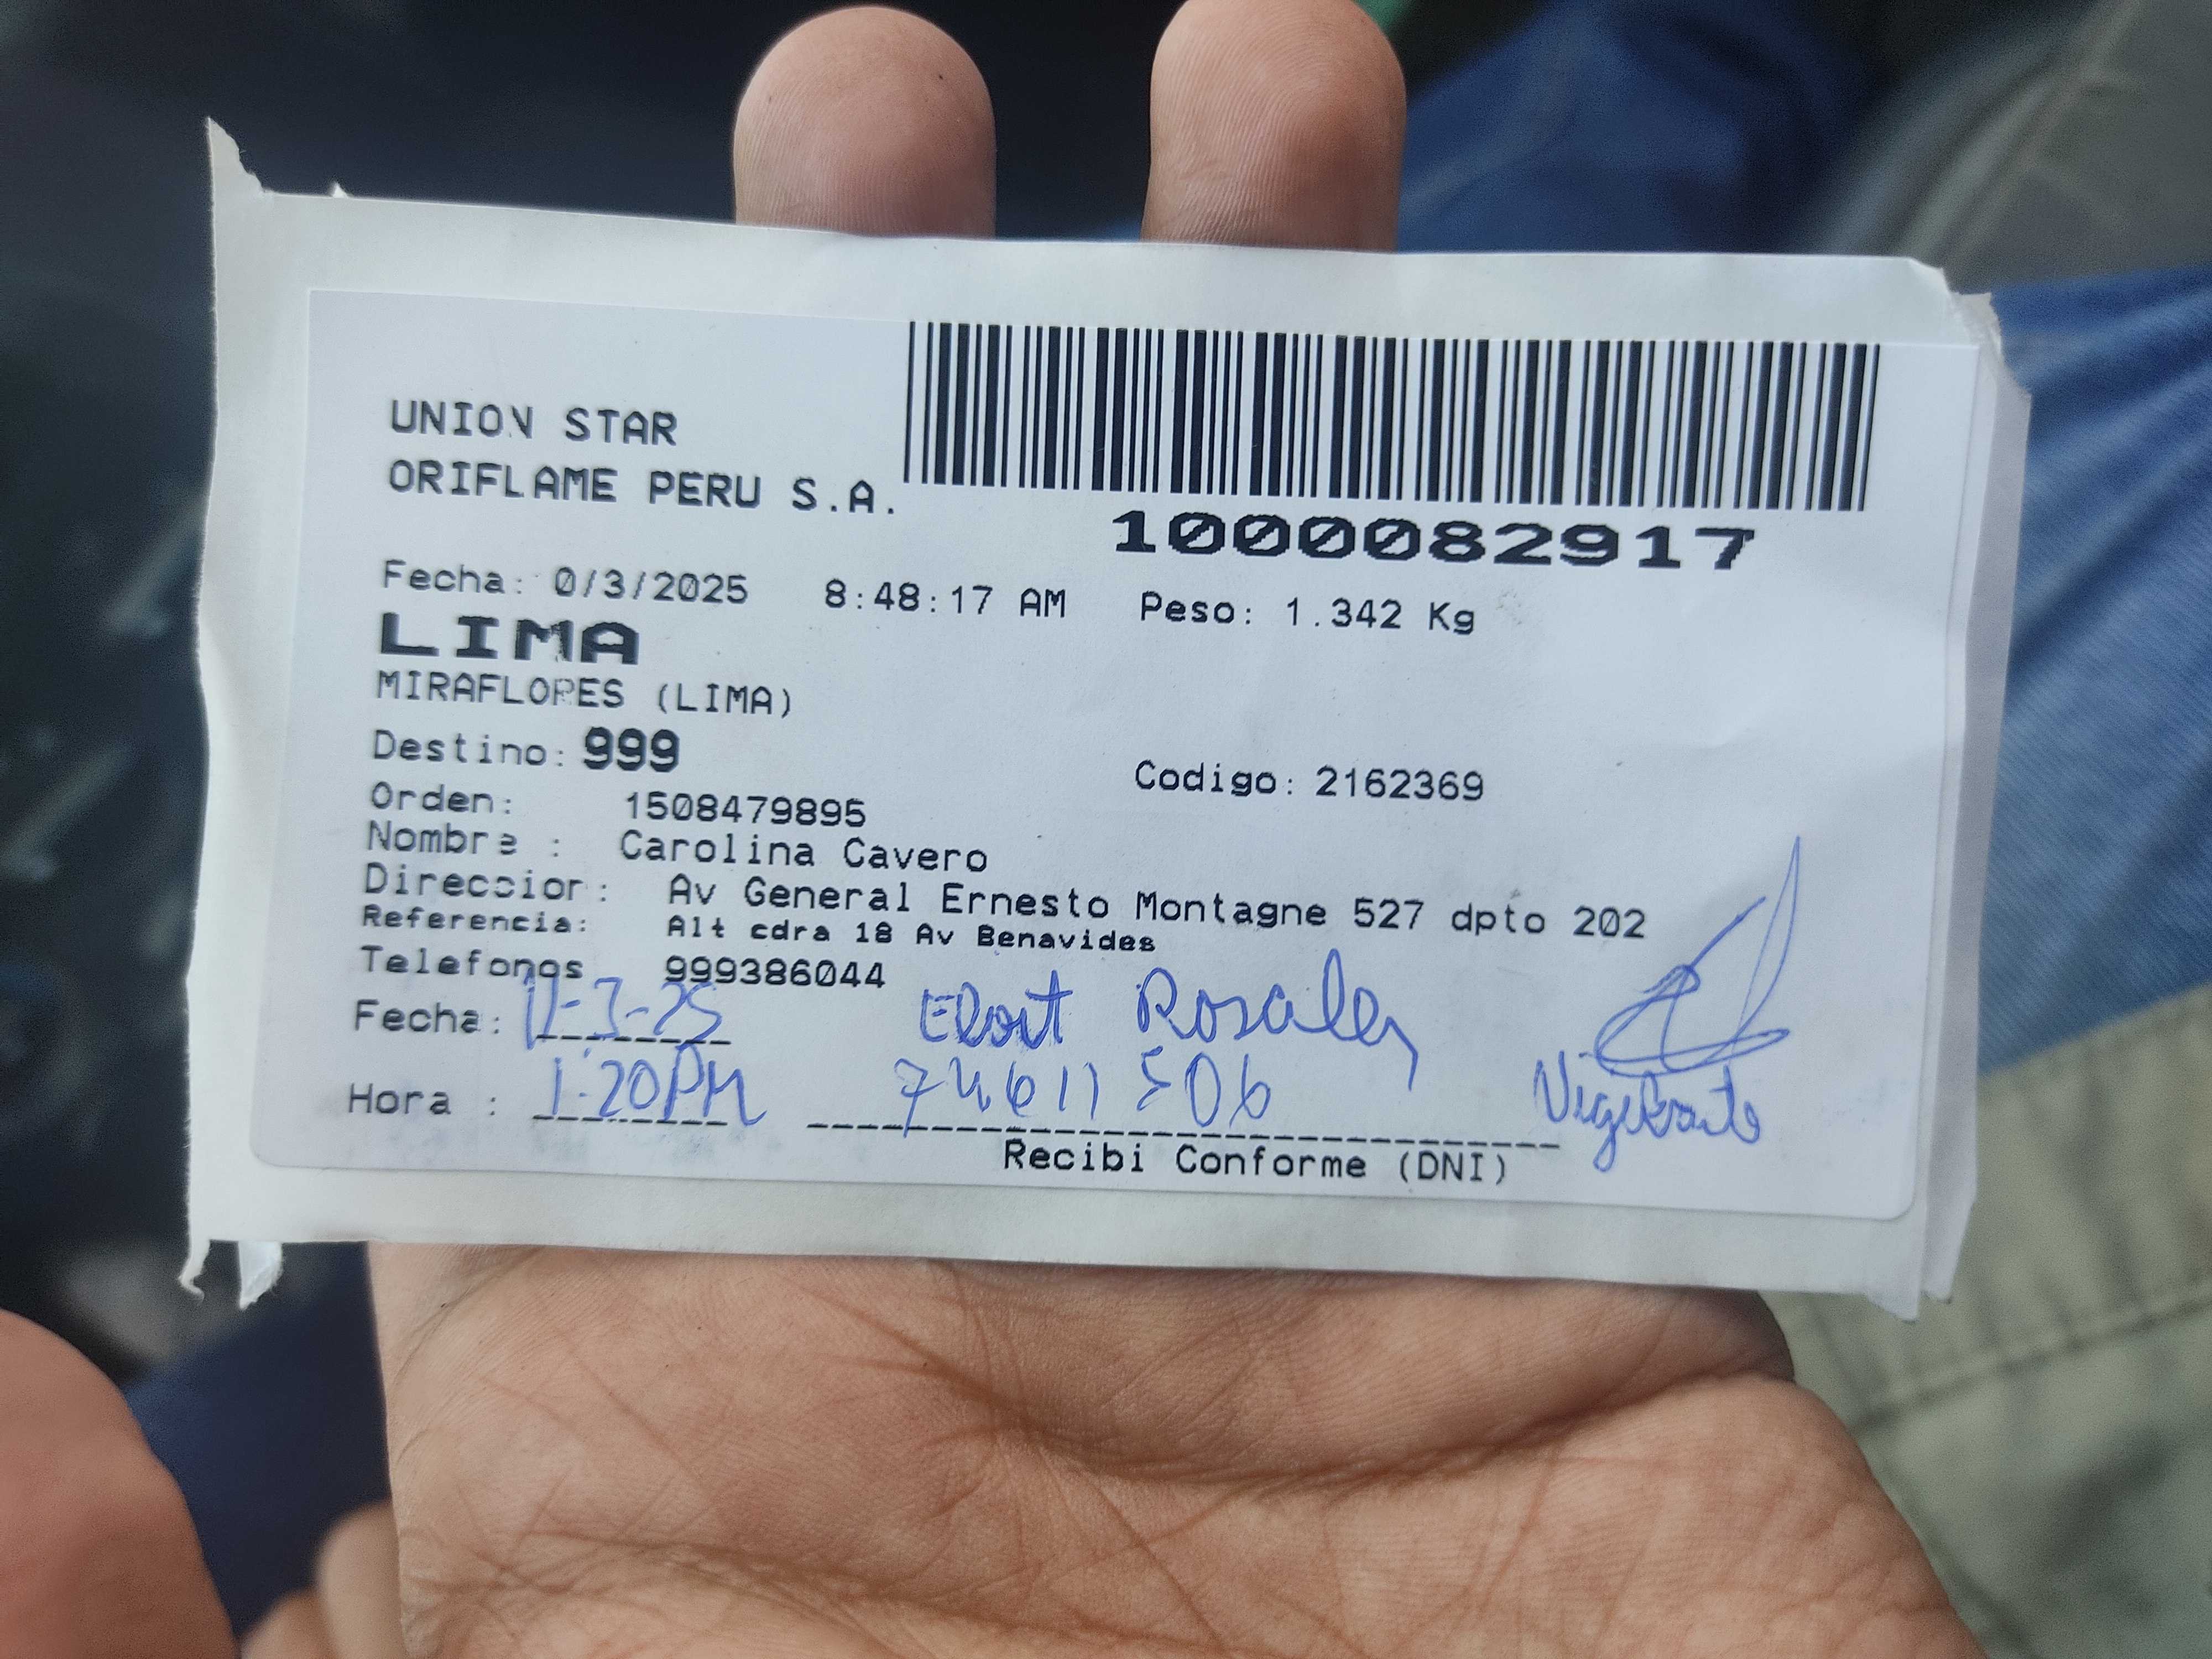 UNION STAR
ORIFLAME PERU S.A.
1000082917
Fecha: 0/3/2025 8:48:17 AM Peso: 1.342 Kg
LIMA
MIRAFLORES (LIMA)
Destino: 999
Codigo: 2162369
Orden: 1508479895
Nombre : Carolina Cavero
Direccior: Av General Ernesto Montagne 527 dpto 202
Referencia: Alt cdra 18 Av Benavides
Telefonos 999386044
Fecha: 11-3-25 Rosales
Hora : 1:20PM 74611506 Vigilante
Recibi Conforme (DNI)